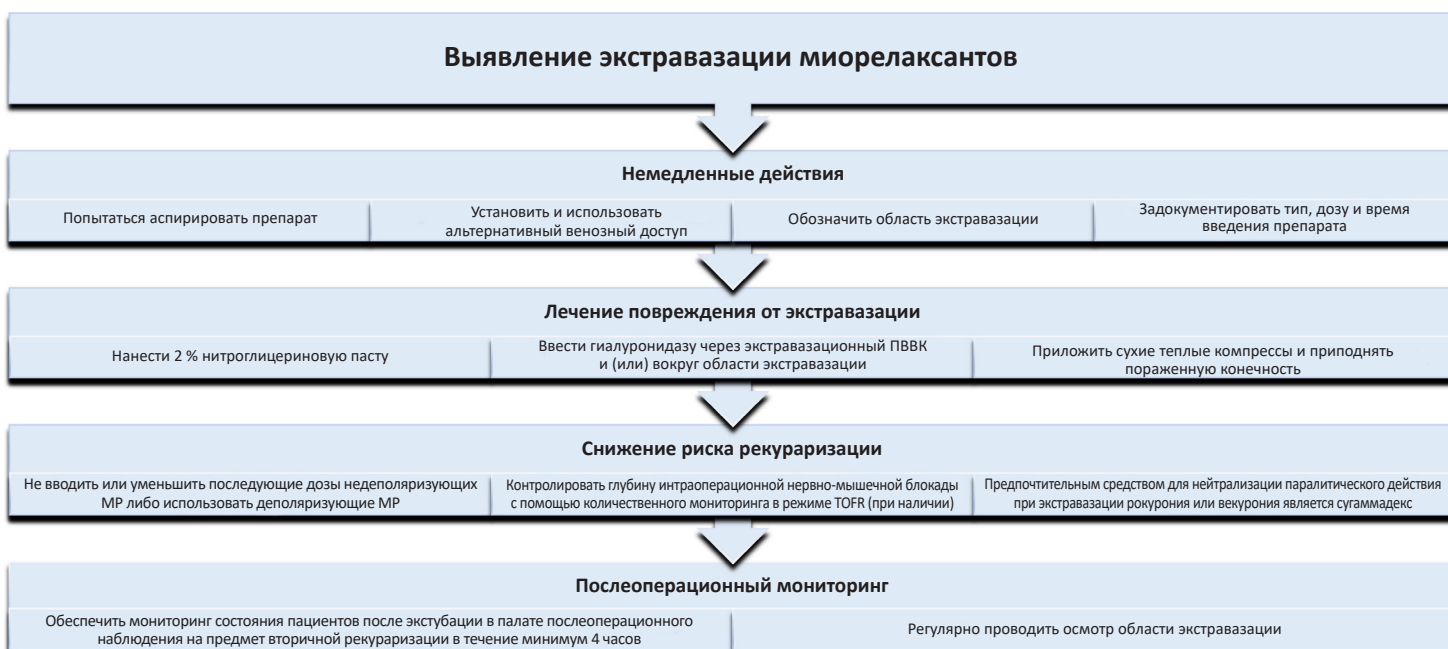 Выявление экстравазации миорелаксантов
Немедленные действия
Попытаться аспирировать препарат
Установить и использовать
альтернативный венозный доступ
Обозначить область экстравазации
Задокументировать тип, дозу и время
введения препарата
Лечение повреждения от экстравазации
Нанести 2 % нитроглицериновую пасту
Ввести гиалуронидазу через экстравазационный ПВВК
и (или) вокруг области экстравазации
Приложить сухие теплые компрессы и приподнять
пораженную конечность
Снижение риска рекураризации
Не вводить или уменьшить последующие дозы недеполяризующих
МР либо использовать деполяризующие МР
Контролировать глубину интраоперационной нервно-мышечной блокады
с помощью количественного мониторинга в режиме TOFR (при наличии)
Предпочтительным средством для нейтрализации паралитического действия
при экстравазации рокурония или векурония является сугаммадекс
Послеоперационный мониторинг
Обеспечить мониторинг состояния пациентов после экстубации в палате послеоперационного
наблюдения на предмет вторичной рекураризации в течение минимум 4 часов
Регулярно проводить осмотр области экстравазации